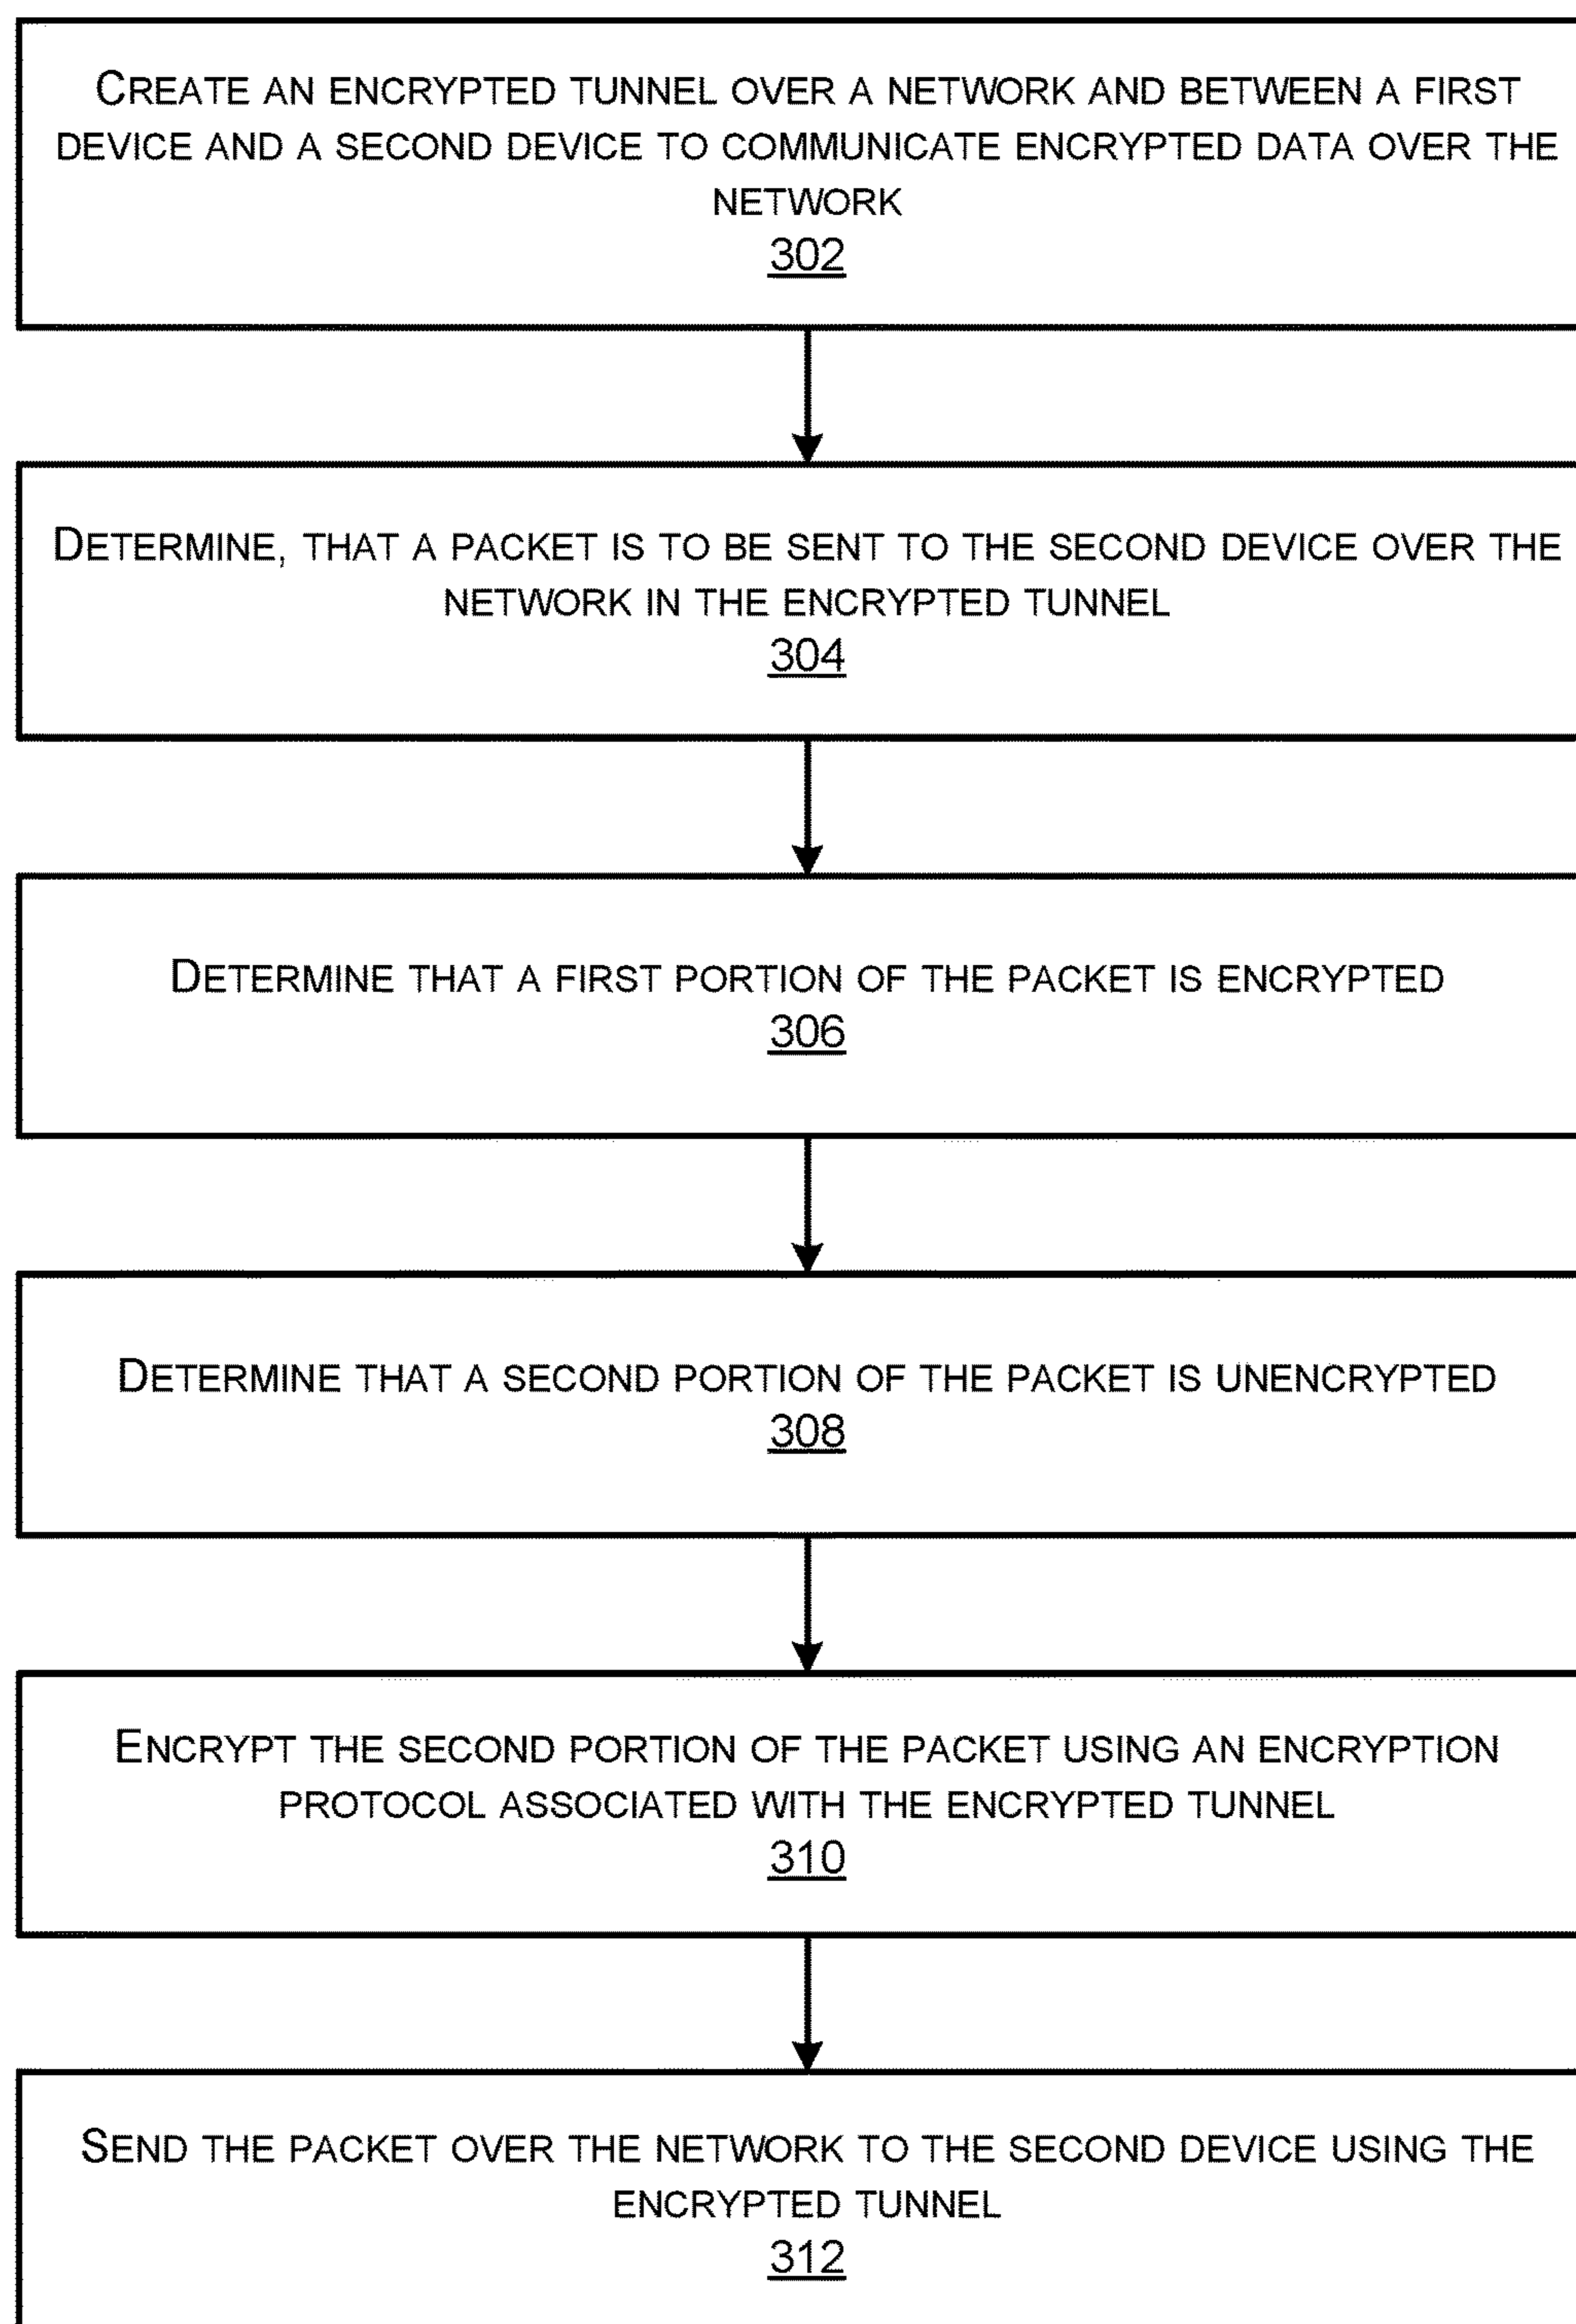 CREATE AN ENCRYPTED TUNNEL OVER A NETWORK AND BETWEEN A FIRST
DEVICE AND A SECOND DEVICE TO COMMUNICATE ENCRYPTED DATA OVER THE
NETWORK
302
DETERMINE, THAT A PACKET IS TO BE SENT TO THE SECOND DEVICE OVER THE
NETWORK IN THE ENCRYPTED TUNNEL
304
DETERMINE THAT A FIRST PORTION OF THE PACKET IS ENCRYPTED
306
DETERMINE THAT A SECOND PORTION OF THE PACKET IS UNENCRYPTED
308
ENCRYPT THE SECOND PORTION OF THE PACKET USING AN ENCRYPTION
PROTOCOL ASSOCIATED WITH THE ENCRYPTED TUNNEL
310
SEND THE PACKET OVER THE NETWORK TO THE SECOND DEVICE USING THE
ENCRYPTED TUNNEL
312